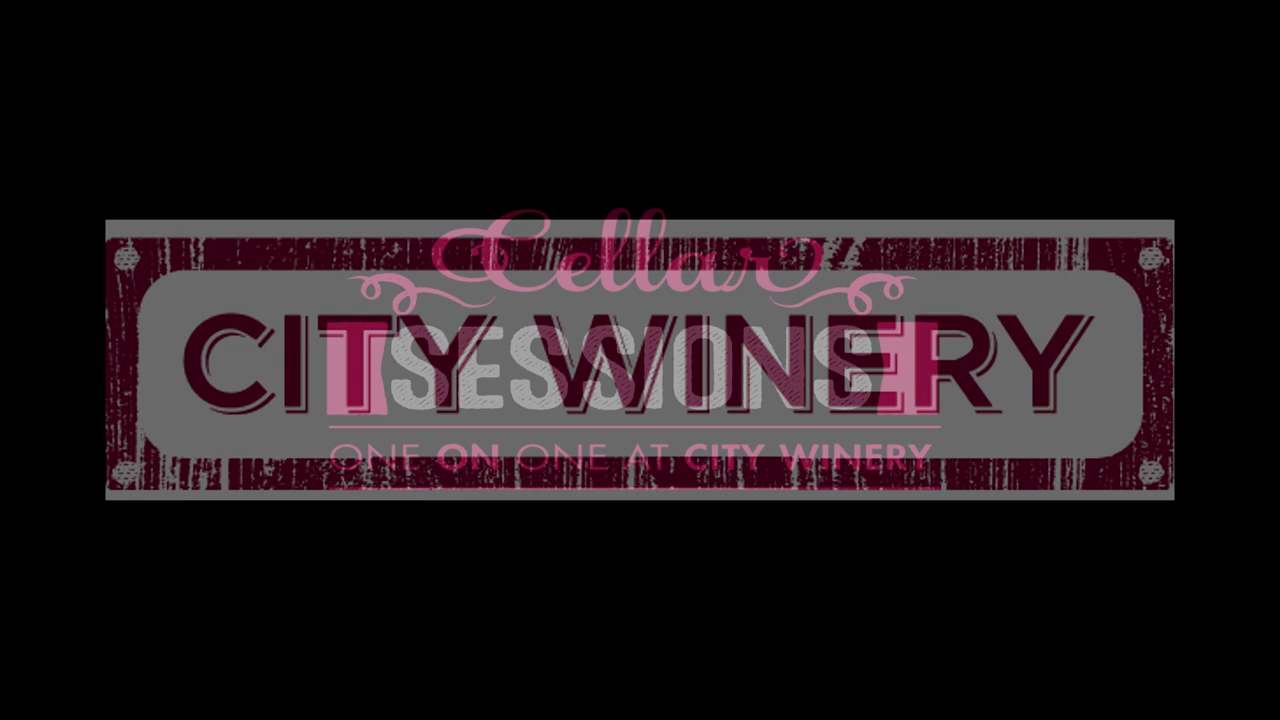 Cellar
CITY WINERY
SESSIONS
ONE ON ONE AT CITY WINERY